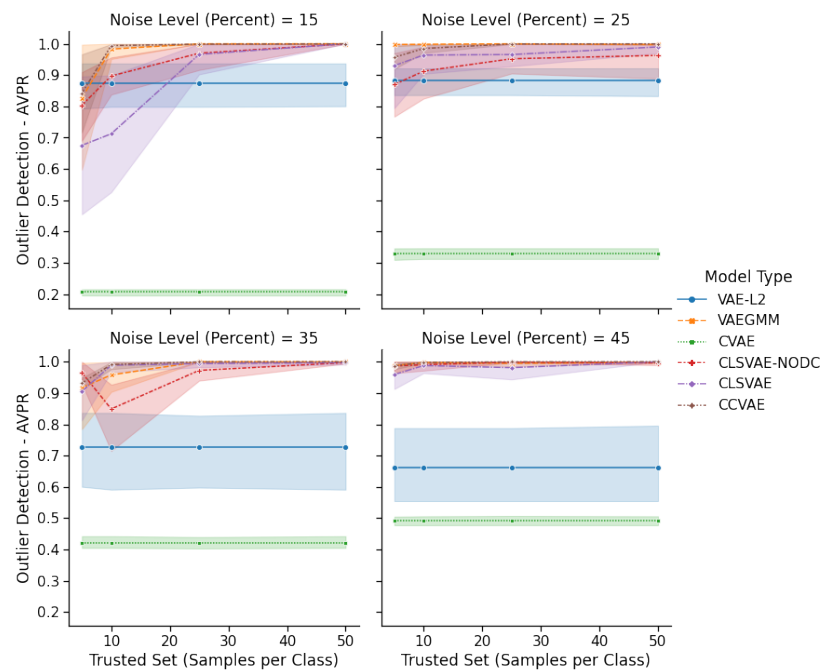 Noise Level (Percent) = 15
Noise Level (Percent) = 25
Outlier Detection - AVPR
1.0
0.9
0.8
0.7
0.6
0.5
0.4
0.3
0.2
Noise Level (Percent) = 35
Noise Level (Percent) = 45
Outlier Detection - AVPR
1.0
0.9
0.8
0.7
0.6
0.5
0.4
0.3
0.2
0 10 20 30 40 50
0 10 20 30 40 50
Trusted Set (Samples per Class)
Trusted Set (Samples per Class)
Model Type
VAE-L2
VAEGMM
CVAE
CLSVAE-NODC
CLSVAE
CCVAE